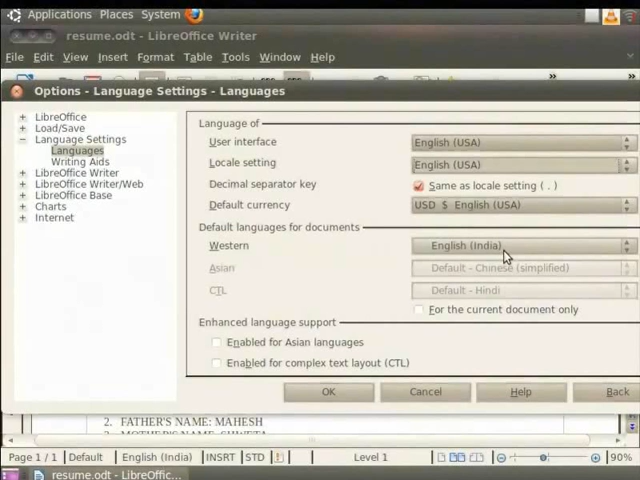 Applications Places System
resume.odt - LibreOffice Writer
File Edit View Insert Format Table Tools Window Help
Options - Language Settings - Languages
LibreOffice
Load/Save
Language Settings
Languages
Writing Aids
LibreOffice Writer
LibreOffice Writer/Web
LibreOffice Base
Charts
Internet
Language of
User interface English (USA)
Locale setting English (USA)
Decimal separator key Same as locale setting ( . )
Default currency USD $ English (USA)
Default languages for documents
Western English (India)
Asian Default - Chinese (simplified)
CTL Default - Hindi
For the current document only
Enhanced language support
Enabled for Asian languages
Enabled for complex text layout (CTL)
OK Cancel Help Back
2. FATHER'S NAME: MAHESH
Page 1 / 1 Default English (India) INSRT STD Level 1 90%
resume.odt - LibreOffic...